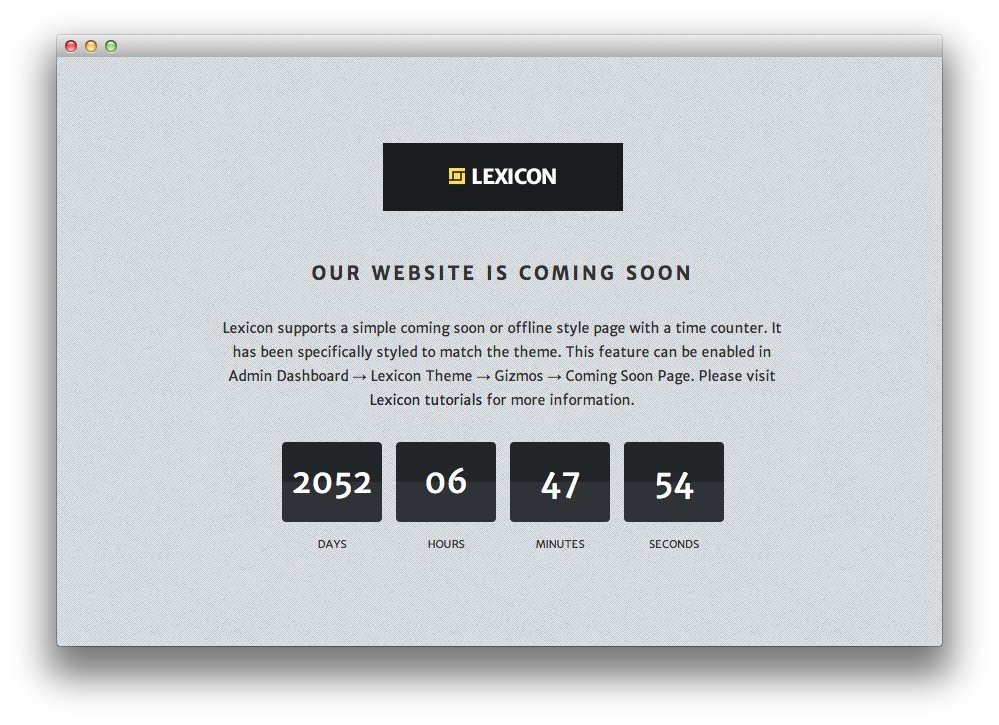 LEXICON
OUR WEBSITE IS COMING SOON
Lexicon supports a simple coming soon or offline style page with a time counter. It
has been specifically styled to match the theme. This feature can be enabled in
Admin Dashboard → Lexicon Theme → Gizmos → Coming Soon Page. Please visit
Lexicon tutorials for more information.
2052 06 47 54
DAYS HOURS MINUTES SECONDS